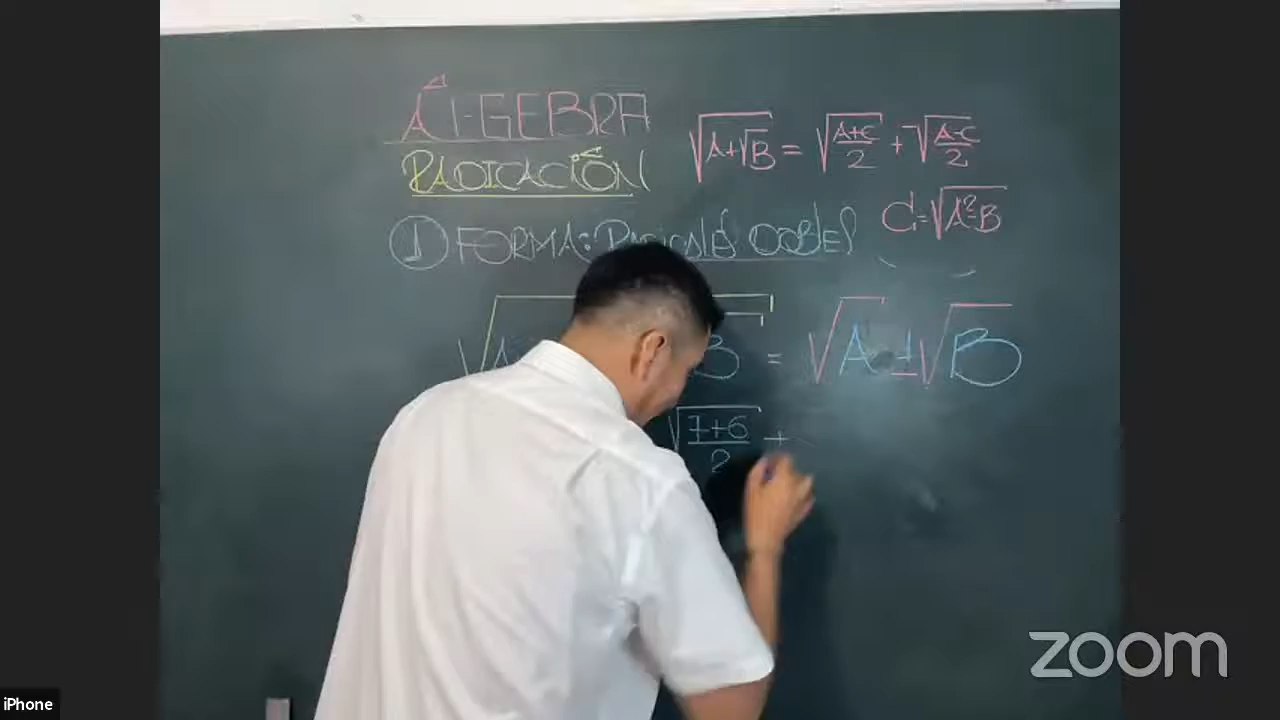 ÁLGEBRA
RADICACIÓN
√(A+√B) = √((A+C)/2) + √((A-C)/2)
C=√(A²-B)
① FORMA: Radicales Dobles
B = √A ± √B
√((7+6)/2) +
zoom
iPhone